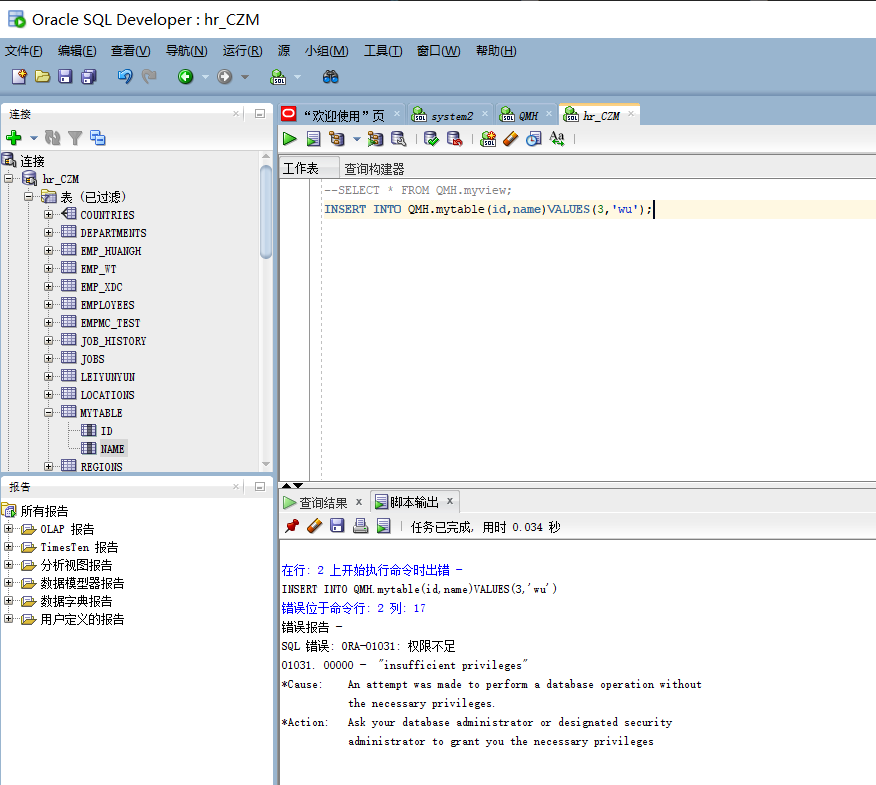 Oracle SQL Developer : hr_CZM
文件(F) 编辑(E) 查看(V) 导航(N) 运行(R) 源 小组(M) 工具(T) 窗口(W) 帮助(H)
连接
连接
hr_CZM
表 (已过滤)
COUNTRIES
DEPARTMENTS
EMP_HUANGH
EMP_WT
EMP_XDC
EMPLOYEES
EMPMC_TEST
JOB_HISTORY
JOBS
LEIYUNYUN
LOCATIONS
MYTABLE
ID
NAME
REGIONS
报告
所有报告
OLAP 报告
TimesTen 报告
分析视图报告
数据模型器报告
数据字典报告
用户定义的报告
“欢迎使用”页 system2 QMH hr_CZM
工作表 查询构建器
--SELECT * FROM QMH.myview;
INSERT INTO QMH.mytable(id,name)VALUES(3,'wu');
查询结果 x 脚本输出 x
任务已完成, 用时 0.034 秒
在行: 2 上开始执行命令时出错 -
INSERT INTO QMH.mytable(id,name)VALUES(3,'wu')
错误位于命令行: 2 列: 17
错误报告 -
SQL 错误: ORA-01031: 权限不足
01031. 00000 - "insufficient privileges"
*Cause: An attempt was made to perform a database operation without
the necessary privileges.
*Action: Ask your database administrator or designated security
administrator to grant you the necessary privileges